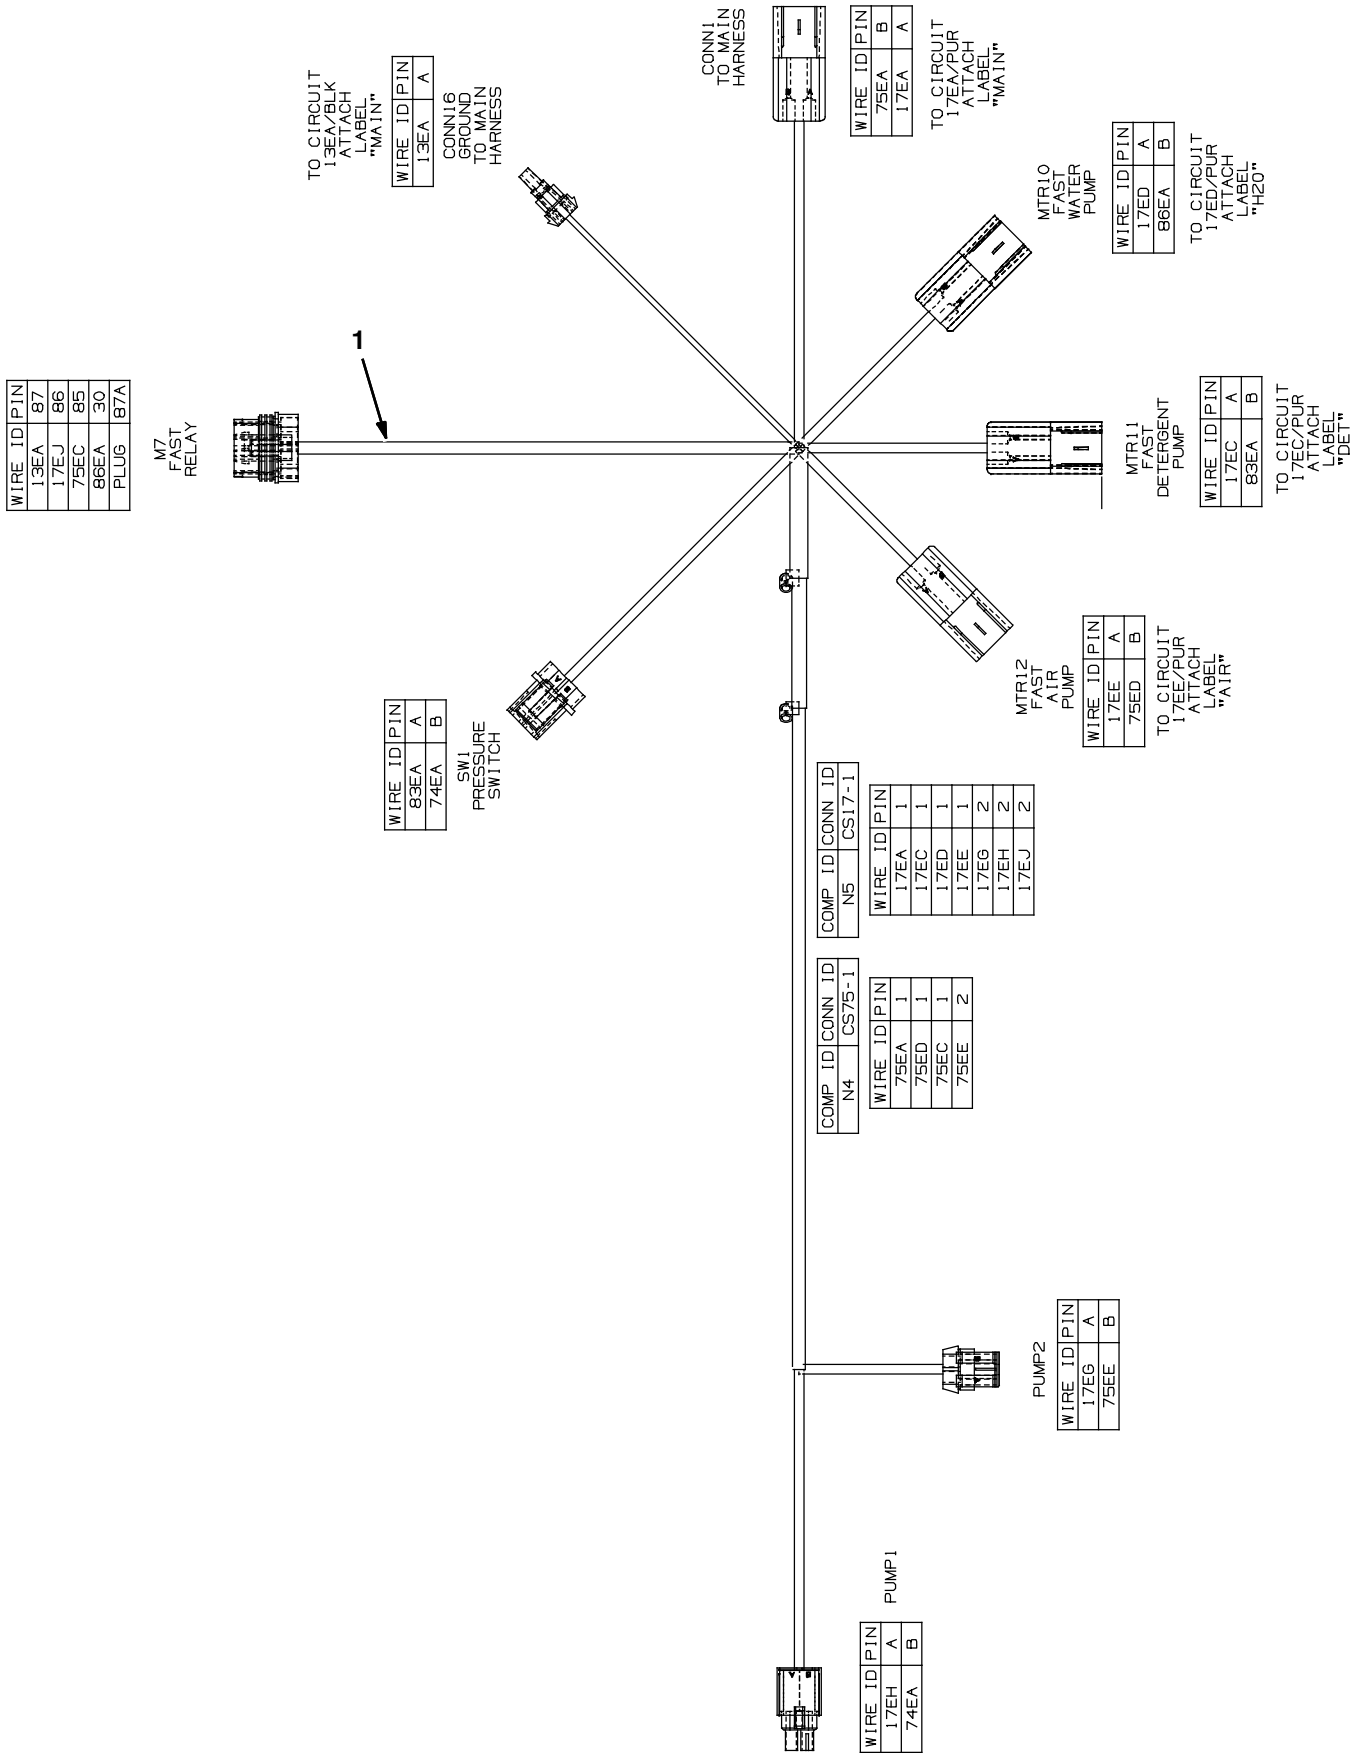 WIRE ID PIN
13EA 87
17EJ 86
75EC 85
86EA 30
PLUG 87A
M7
FAST
RELAY
1
TO CIRCUIT
13EA/BLK
ATTACH
LABEL
"MAIN"
WIRE ID PIN
13EA A
CONN16
GROUND
TO MAIN
HARNESS
CONN1
TO MAIN
HARNESS
WIRE ID PIN
75EA B
17EA A
TO CIRCUIT
17EA/PUR
ATTACH
LABEL
"MAIN"
MTR10
FAST
WATER
PUMP
WIRE ID PIN
17ED A
86EA B
TO CIRCUIT
17ED/PUR
ATTACH
LABEL
"H20"
MTR11
FAST
DETERGENT
PUMP
WIRE ID PIN
17EC A
83EA B
TO CIRCUIT
17EC/PUR
ATTACH
LABEL
"DET"
MTR12
FAST
AIR
PUMP
WIRE ID PIN
17EE A
75ED B
TO CIRCUIT
17EE/PUR
ATTACH
LABEL
"AIR"
WIRE ID PIN
83EA A
74EA B
SW1
PRESSURE
SWITCH
COMP ID CONN ID
N5 CS17-1
WIRE ID PIN
17EA 1
17EC 1
17ED 1
17EE 1
17EG 2
17EH 2
17EJ 2
COMP ID CONN ID
N4 CS75-1
WIRE ID PIN
75EA 1
75ED 1
75EC 1
75EE 2
PUMP2
WIRE ID PIN
17EG A
75EE B
PUMP1
WIRE ID PIN
17EH A
74EA B